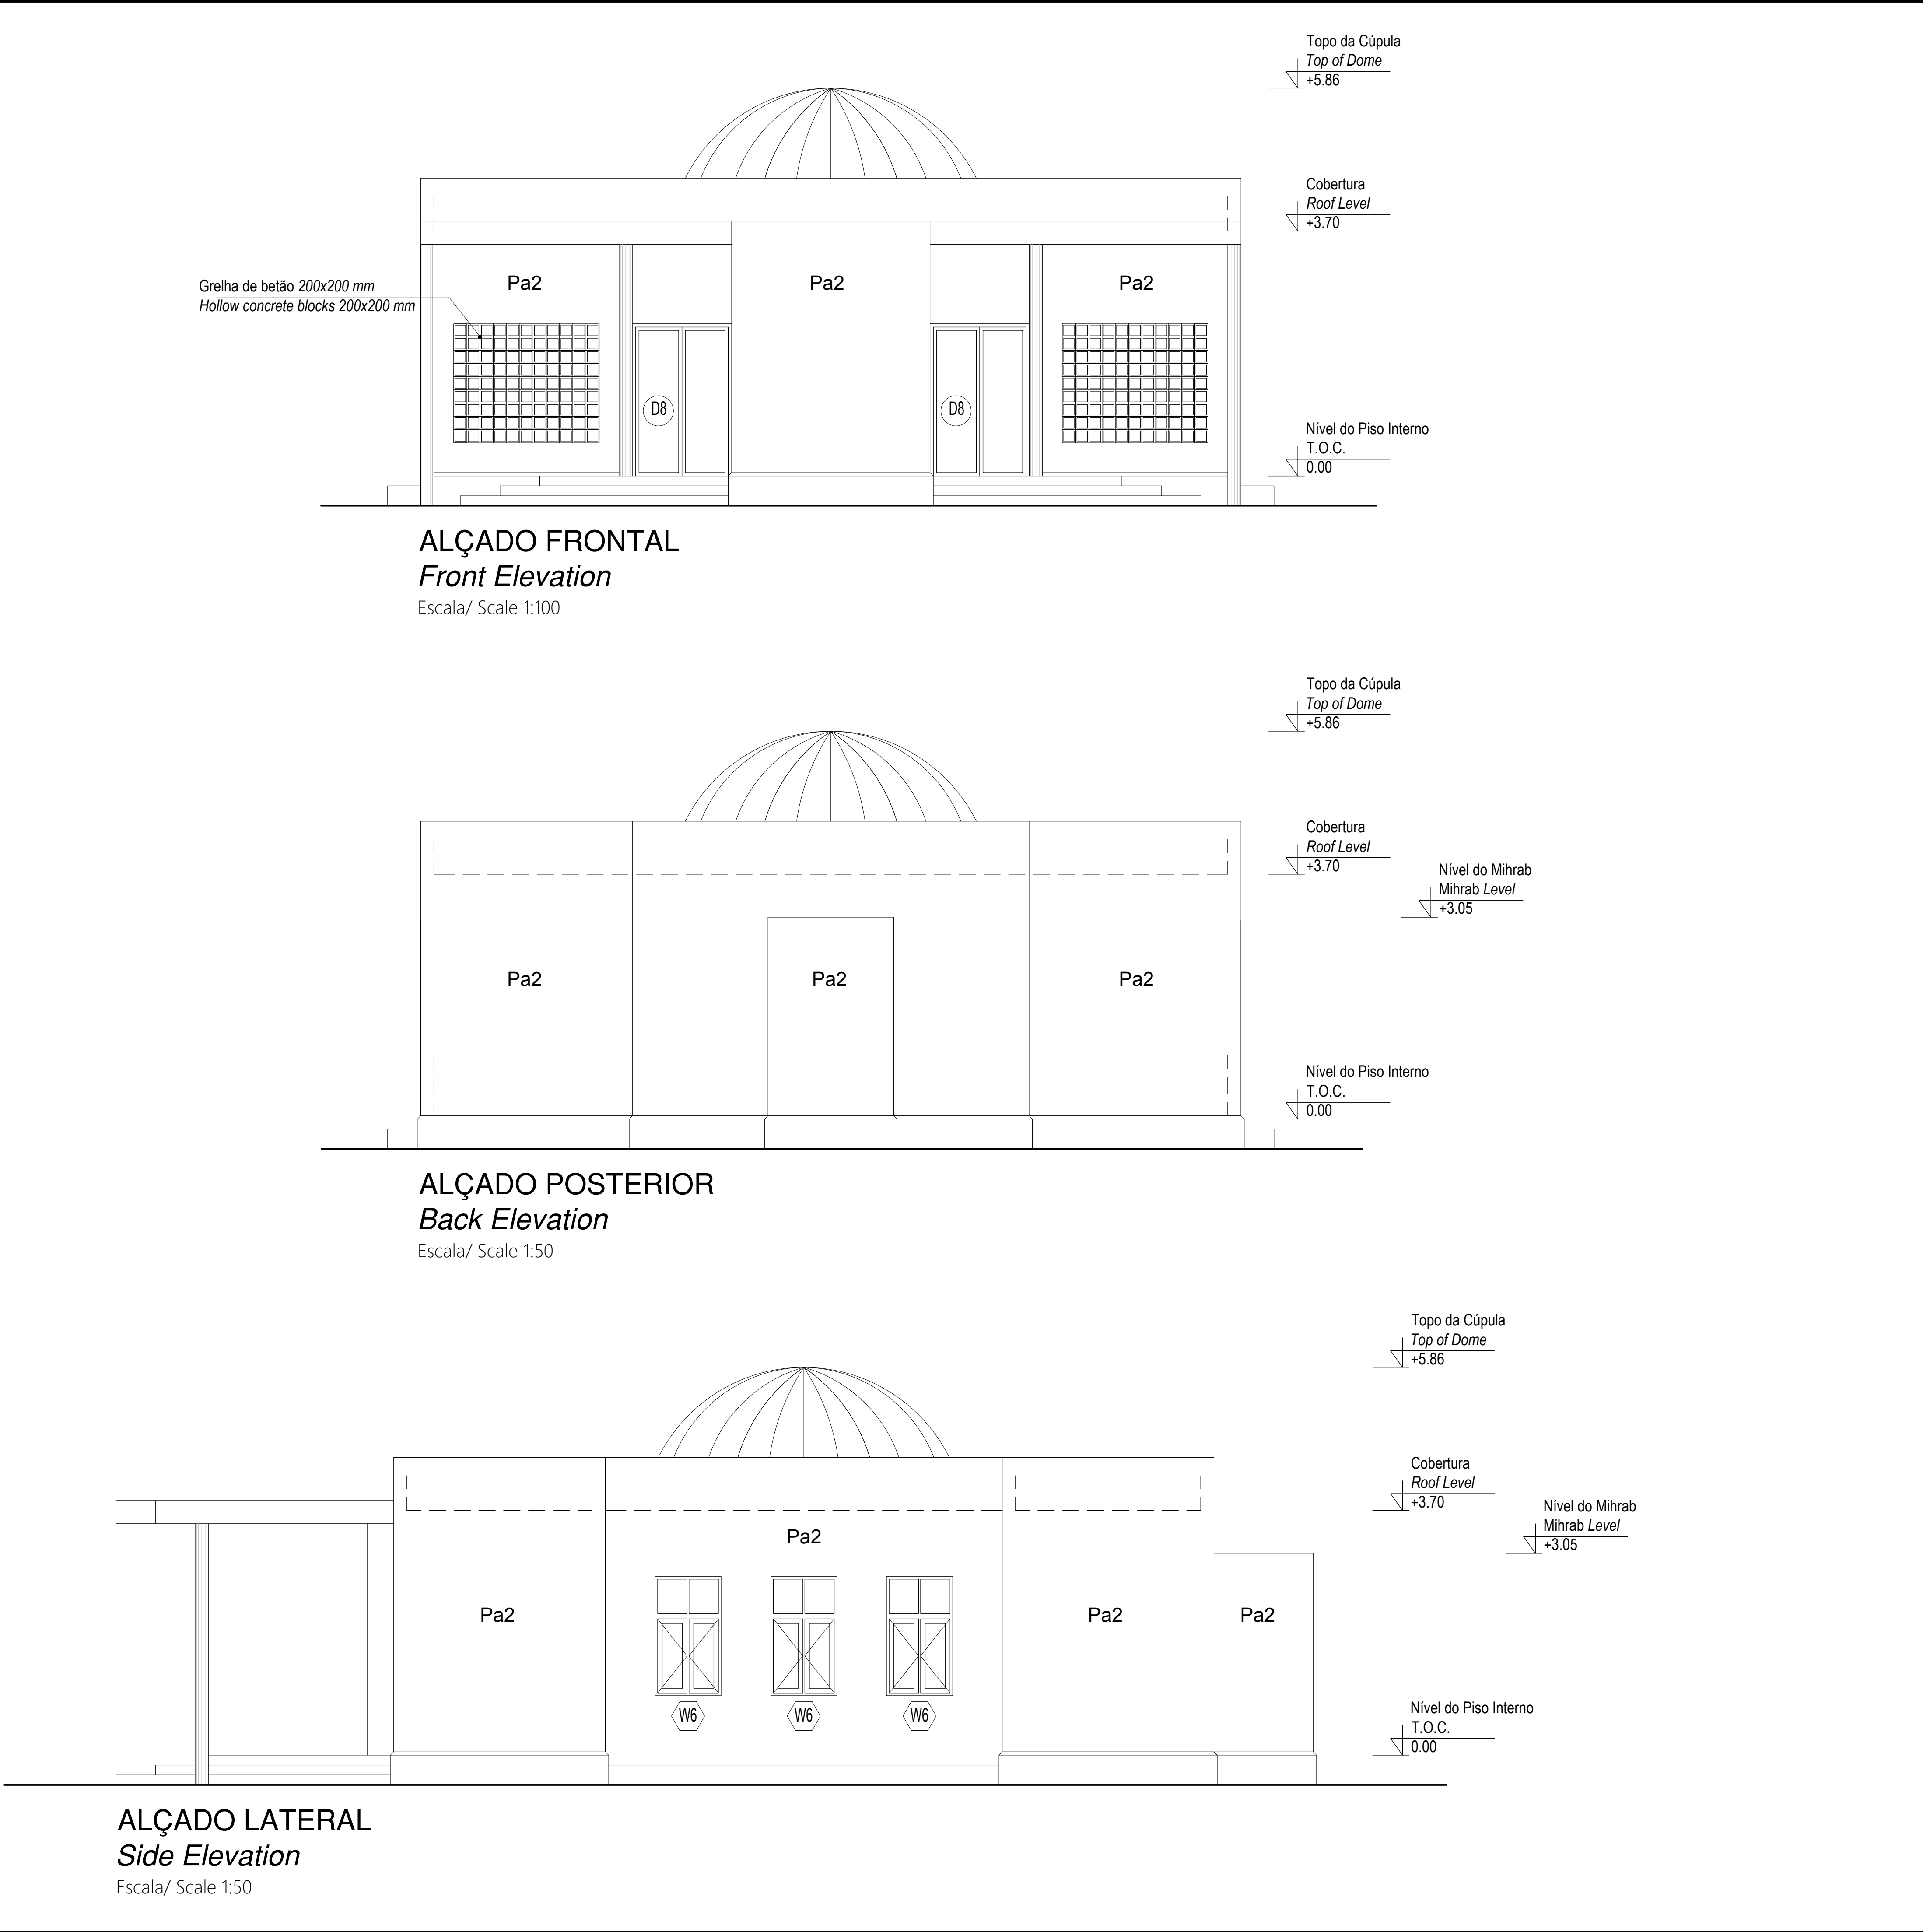 Topo da Cúpula
Top of Dome
+5.86
Cobertura
Roof Level
+3.70
Grelha de betão 200x200 mm
Hollow concrete blocks 200x200 mm
Pa2
Pa2
Pa2
D8
D8
Nível do Piso Interno
T.O.C.
0.00
ALÇADO FRONTAL
Front Elevation
Escala/ Scale 1:100
Topo da Cúpula
Top of Dome
+5.86
Cobertura
Roof Level
+3.70
Nível do Mihrab
Mihrab Level
+3.05
Pa2
Pa2
Pa2
Nível do Piso Interno
T.O.C.
0.00
ALÇADO POSTERIOR
Back Elevation
Escala/ Scale 1:50
Topo da Cúpula
Top of Dome
+5.86
Cobertura
Roof Level
+3.70
Nível do Mihrab
Mihrab Level
+3.05
Pa2
Pa2
Pa2
Pa2
W6
W6
W6
Nível do Piso Interno
T.O.C.
0.00
ALÇADO LATERAL
Side Elevation
Escala/ Scale 1:50